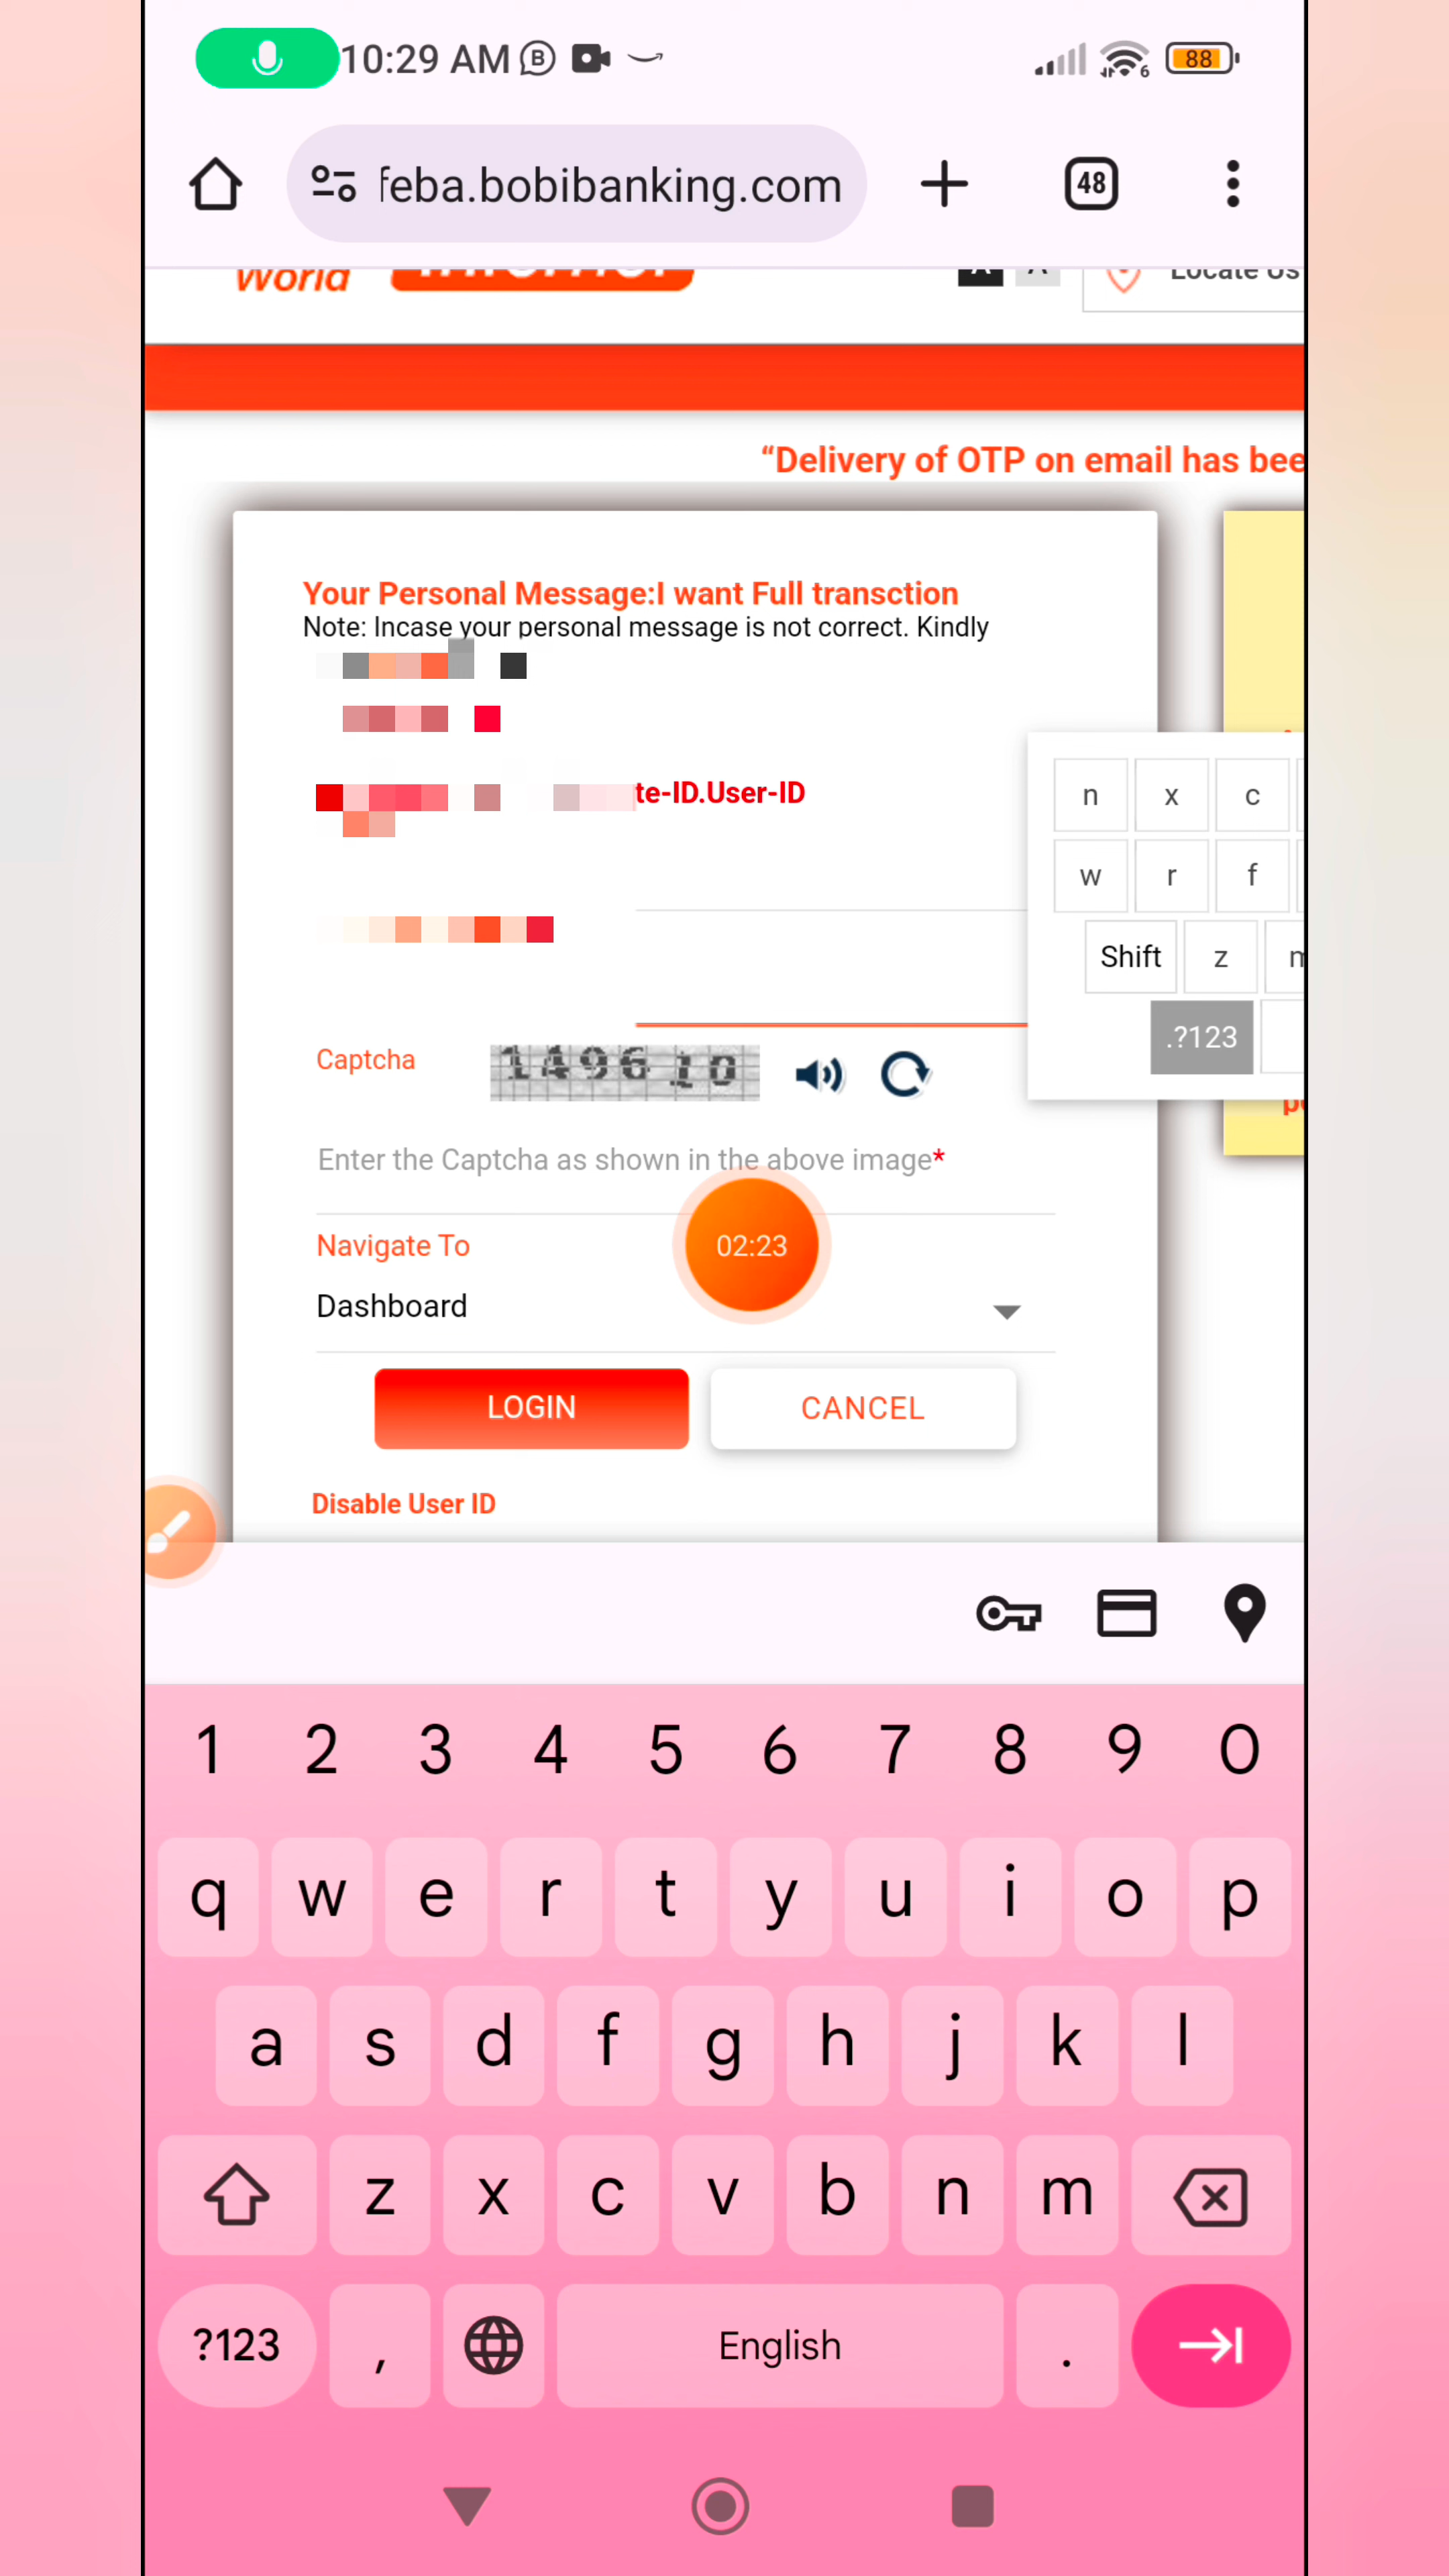 10:29 AM
B
6
88
feba.bobibanking.com
48
World
Locate Us
“Delivery of OTP on email has bee
Your Personal Message:I want Full transction
Note: Incase your personal message is not correct. Kindly
te-ID.User-ID
n x c
w r f
Shift z
.?123
Captcha
149610
Enter the Captcha as shown in the above image*
Navigate To
02:23
Dashboard
LOGIN CANCEL
Disable User ID
1 2 3 4 5 6 7 8 9 0
q w e r t y u i o p
a s d f g h j k l
z x c v b n m
?123 , English .